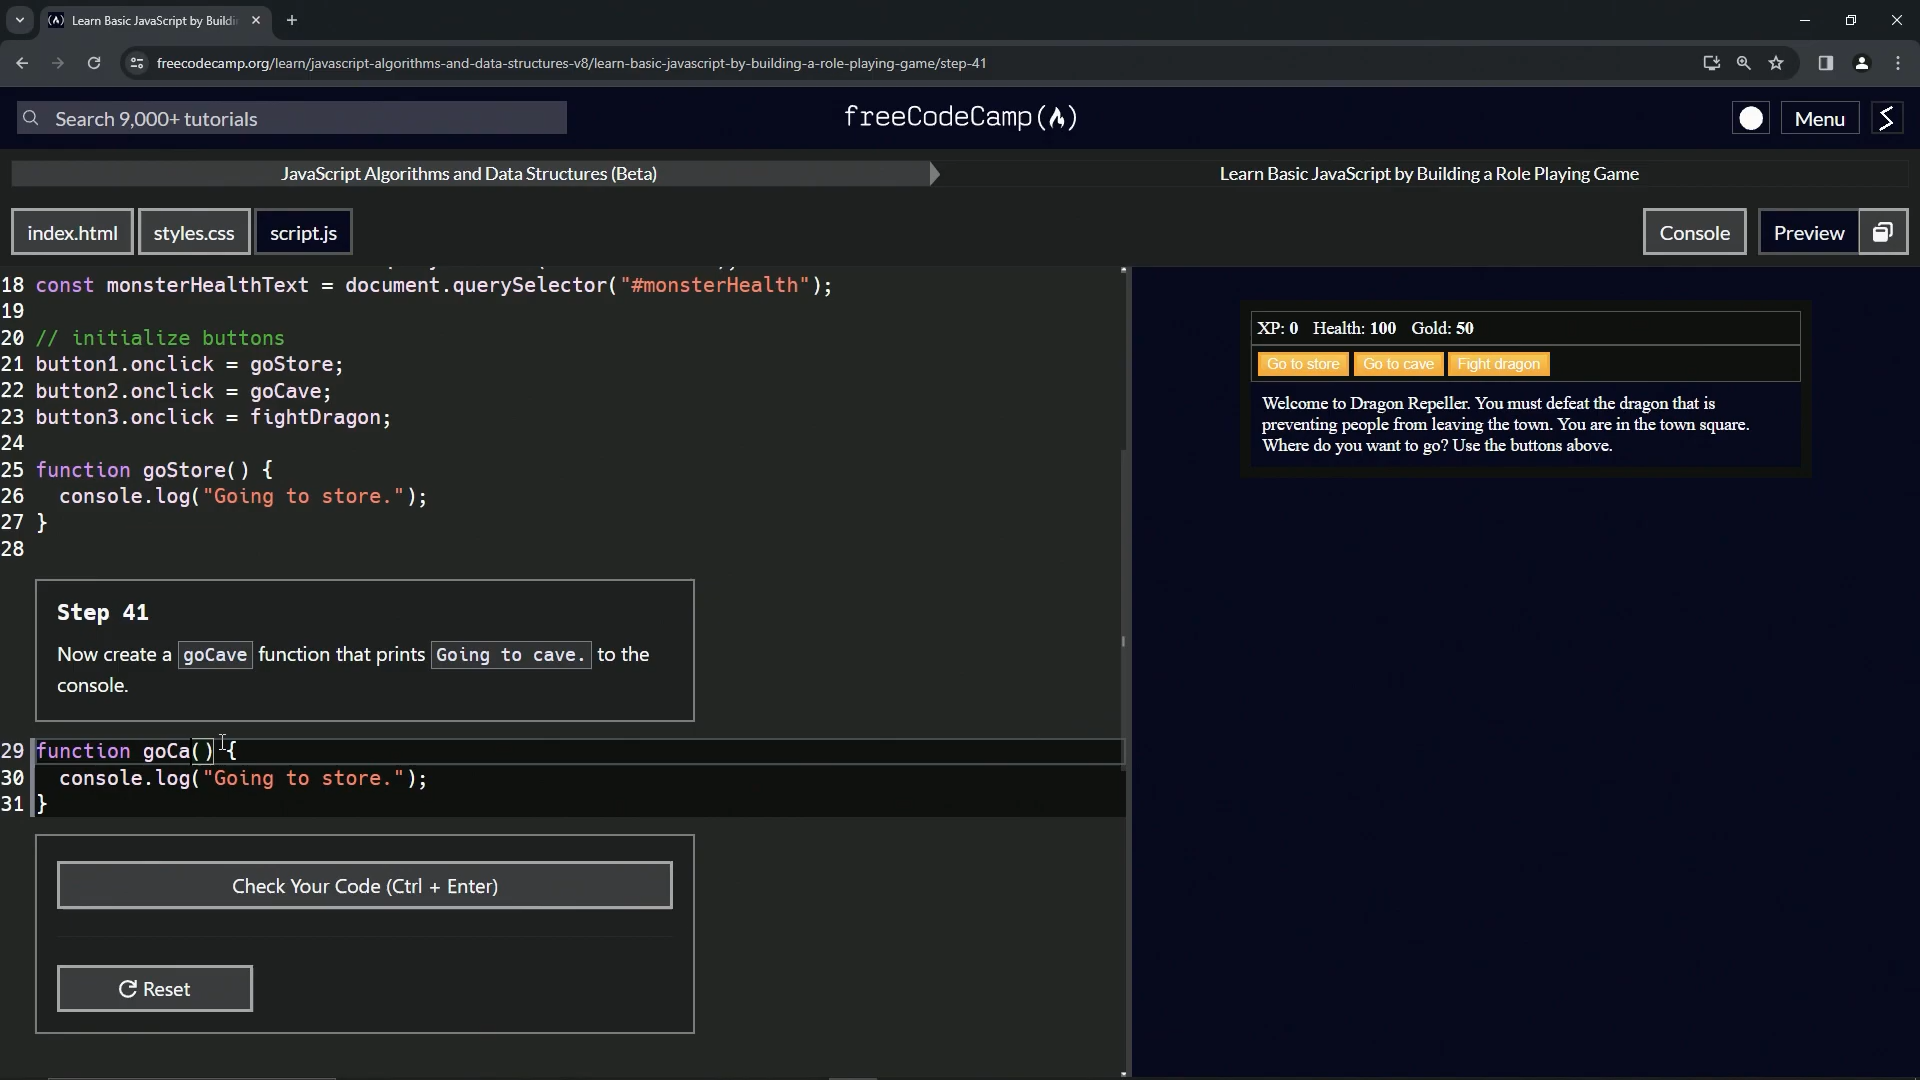 Learn Basic JavaScript by Buildi
freecodecamp.org/learn/javascript-algorithms-and-data-structures-v8/learn-basic-javascript-by-building-a-role-playing-game/step-41
Search 9,000+ tutorials
freeCodeCamp
Menu
JavaScript Algorithms and Data Structures (Beta)
Learn Basic JavaScript by Building a Role Playing Game
index.html
styles.css
script.js
Console
Preview
18 const monsterHealthText = document.querySelector("#monsterHealth");
19
20 // initialize buttons
21 button1.onclick = goStore;
22 button2.onclick = goCave;
23 button3.onclick = fightDragon;
24
25 function goStore() {
26 console.log("Going to store.");
27 }
28
Step 41
Now create a goCave function that prints Going to cave. to the
console.
29 function goCa() {
30 console.log("Going to store.");
31 }
Check Your Code (Ctrl + Enter)
Reset
XP: 0 Health: 100 Gold: 50
Go to store Go to cave Fight dragon
Welcome to Dragon Repeller. You must defeat the dragon that is
preventing people from leaving the town. You are in the town square.
Where do you want to go? Use the buttons above.